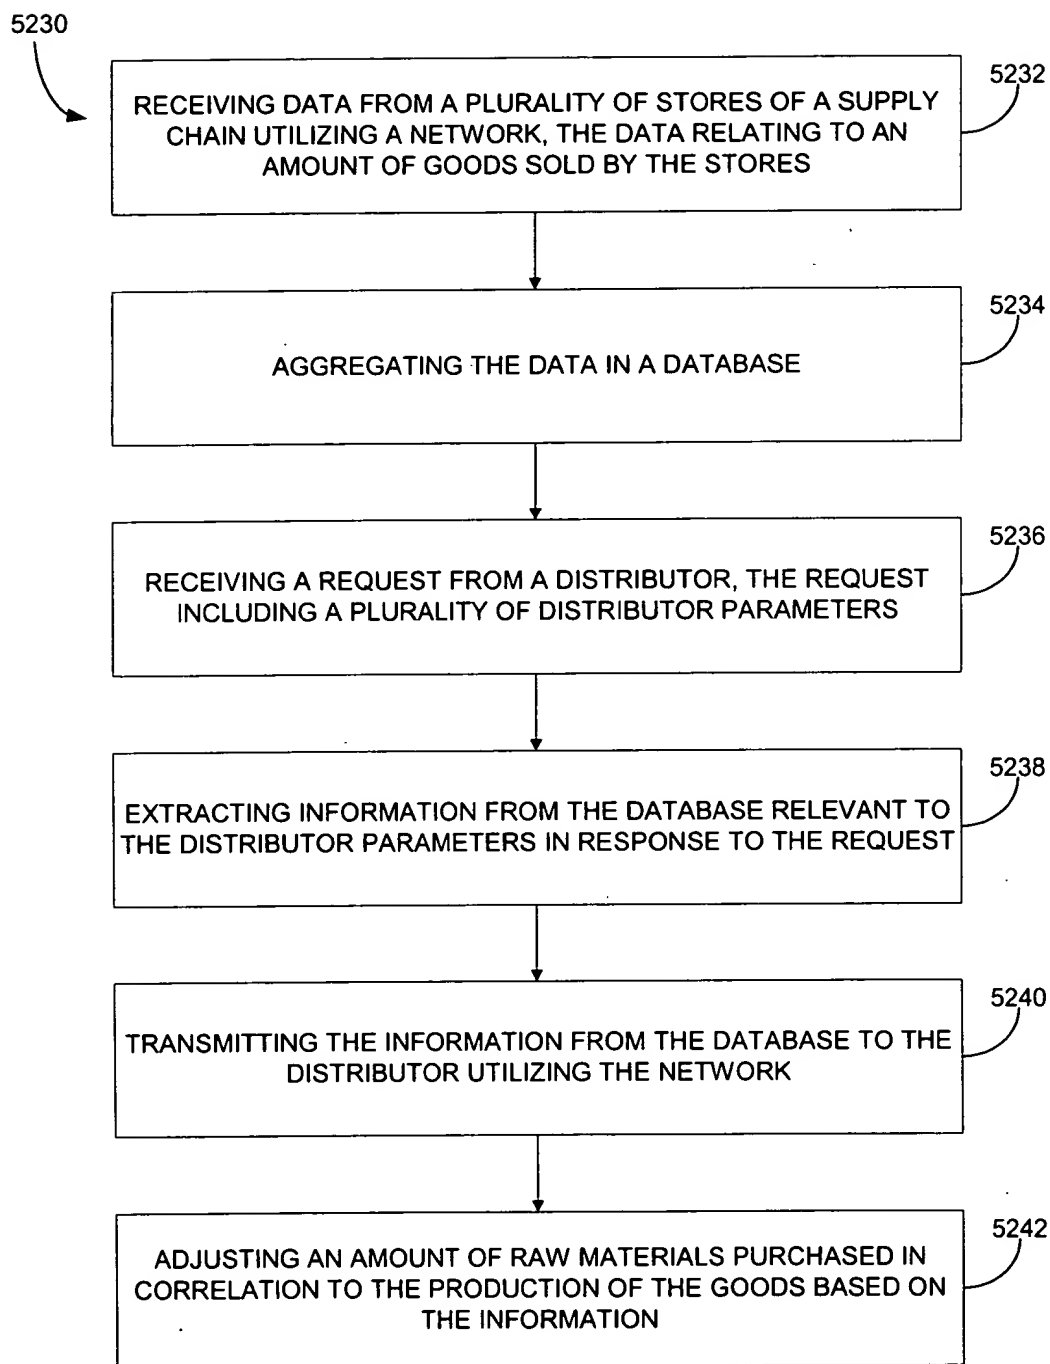 5230
5232
RECEIVING DATA FROM A PLURALITY OF STORES OF A SUPPLY
CHAIN UTILIZING A NETWORK, THE DATA RELATING TO AN
AMOUNT OF GOODS SOLD BY THE STORES
5234
AGGREGATING THE DATA IN A DATABASE
5236
RECEIVING A REQUEST FROM A DISTRIBUTOR, THE REQUEST
INCLUDING A PLURALITY OF DISTRIBUTOR PARAMETERS
5238
EXTRACTING INFORMATION FROM THE DATABASE RELEVANT TO
THE DISTRIBUTOR PARAMETERS IN RESPONSE TO THE REQUEST
5240
TRANSMITTING THE INFORMATION FROM THE DATABASE TO THE
DISTRIBUTOR UTILIZING THE NETWORK
5242
ADJUSTING AN AMOUNT OF RAW MATERIALS PURCHASED IN
CORRELATION TO THE PRODUCTION OF THE GOODS BASED ON
THE INFORMATION